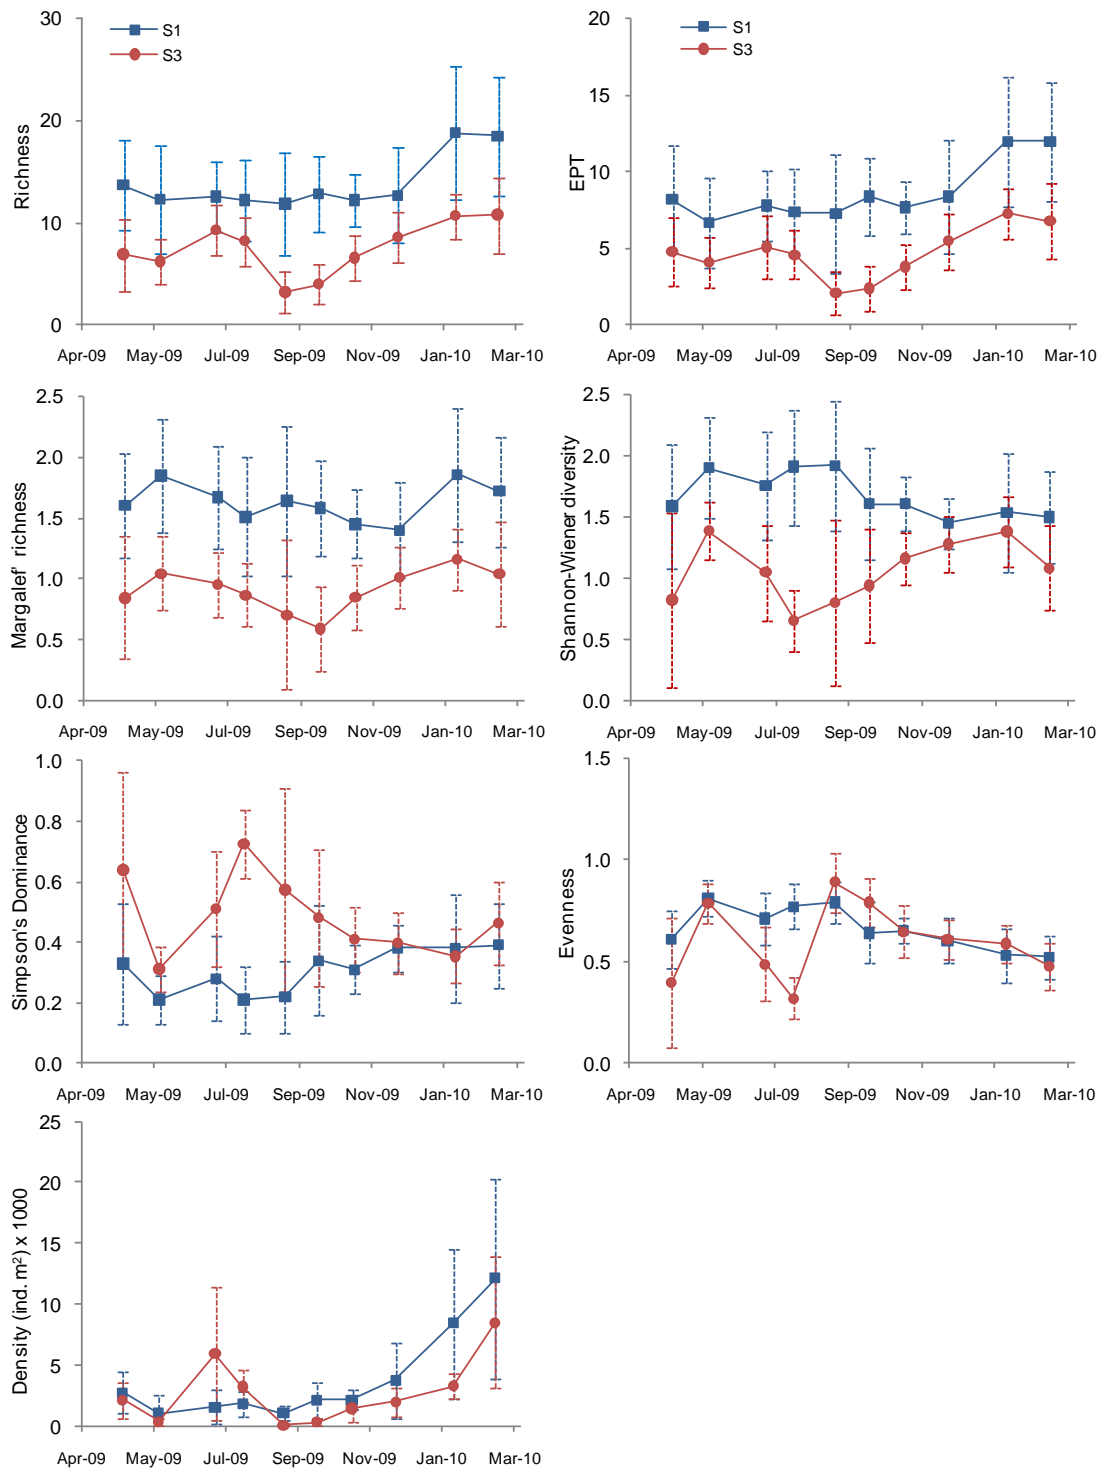 Richness
30
20
10
0
S1
S3
Apr-09 May-09 Jul-09 Sep-09 Nov-09 Jan-10 Mar-10
EPT
20
15
10
5
0
S1
S3
Apr-09 May-09 Jul-09 Sep-09 Nov-09 Jan-10 Mar-10
Margalef' richness
2.5
2.0
1.5
1.0
0.5
0.0
Apr-09 May-09 Jul-09 Sep-09 Nov-09 Jan-10 Mar-10
Shannon-Wiener diversity
2.5
2.0
1.5
1.0
0.5
0.0
Apr-09 May-09 Jul-09 Sep-09 Nov-09 Jan-10 Mar-10
Simpson's Dominance
1.0
0.8
0.6
0.4
0.2
0.0
Apr-09 May-09 Jul-09 Sep-09 Nov-09 Jan-10 Mar-10
Evenness
1.5
1.0
0.5
0.0
Apr-09 May-09 Jul-09 Sep-09 Nov-09 Jan-10 Mar-10
Density (ind. m²) x 1000
25
20
15
10
5
0
Apr-09 May-09 Jul-09 Sep-09 Nov-09 Jan-10 Mar-10